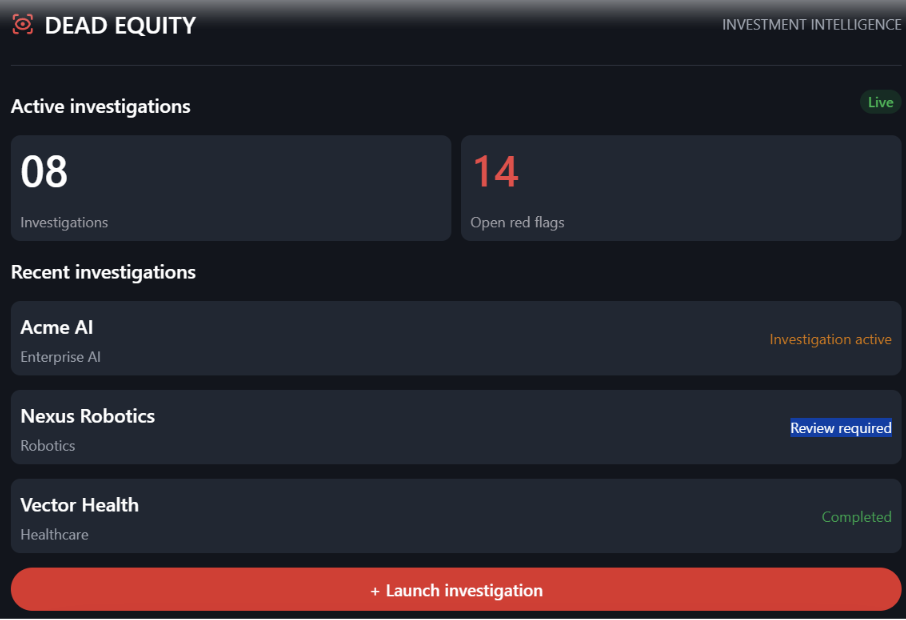 DEAD EQUITY
INVESTMENT INTELLIGENCE
Active investigations
Live
08
Investigations
14
Open red flags
Recent investigations
Acme AI
Enterprise AI
Investigation active
Nexus Robotics
Robotics
Review required
Vector Health
Healthcare
Completed
+ Launch investigation